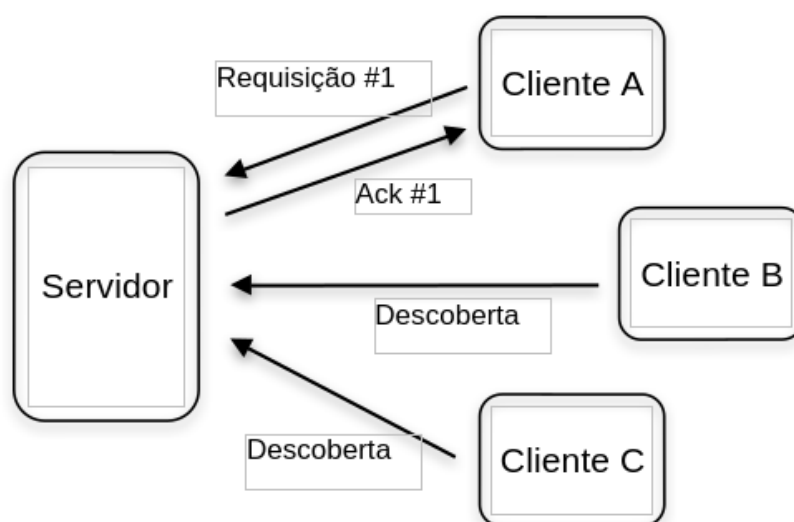 Requisição #1
Cliente A
Ack #1
Servidor
Cliente B
Descoberta
Descoberta
Cliente C